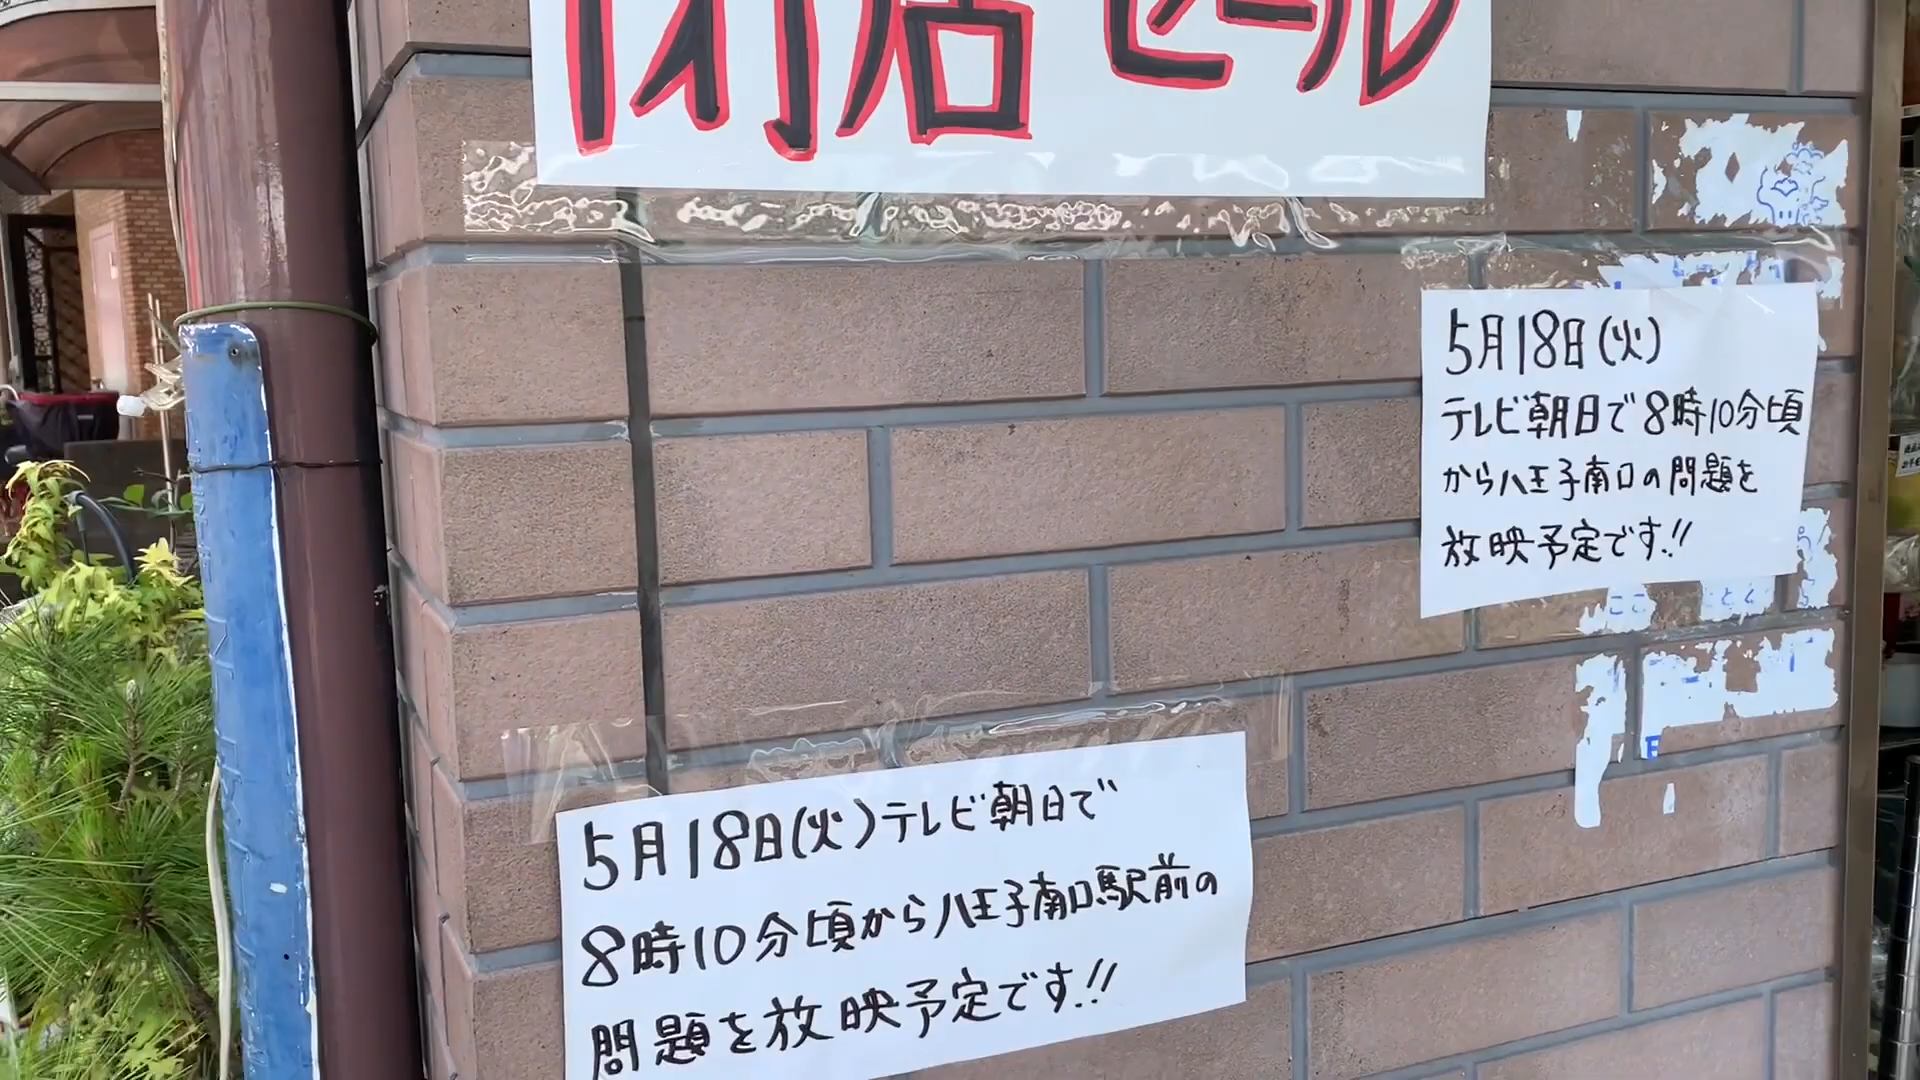 閉店セール
5月18日(火)
テレビ朝日で8時10分頃
から八王子南口の問題を
放映予定です!!
5月18日(火)テレビ朝日で
8時10分頃から八王子南口駅前の
問題を放映予定です!!